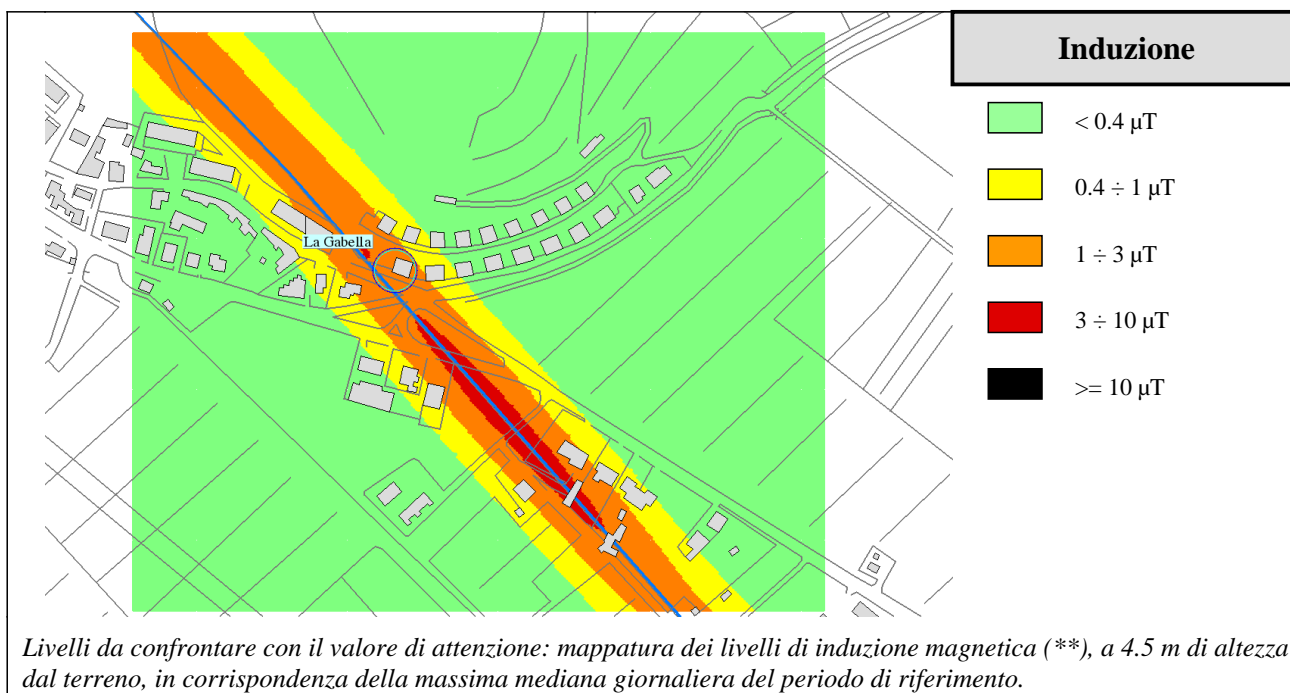 Induzione
< 0.4 µT
0.4 ÷ 1 µT
1 ÷ 3 µT
3 ÷ 10 µT
>= 10 µT
La Gabella
Livelli da confrontare con il valore di attenzione: mappatura dei livelli di induzione magnetica (**), a 4.5 m di altezza
dal terreno, in corrispondenza della massima mediana giornaliera del periodo di riferimento.